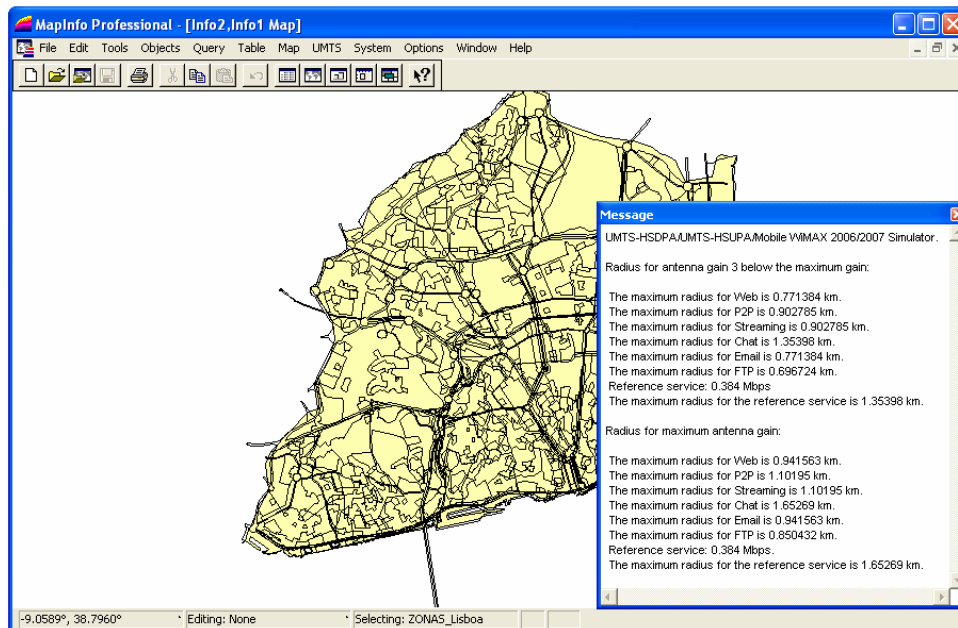 MapInfo Professional - [Info2,Info1 Map]
File Edit Tools Objects Query Table Map UMTS System Options Window Help
Message
UMTS-HSDPA/UMTS-HSUPA/Mobile WiMAX 2006/2007 Simulator.
Radius for antenna gain 3 below the maximum gain:
The maximum radius for Web is 0.771384 km.
The maximum radius for P2P is 0.902785 km.
The maximum radius for Streaming is 0.902785 km.
The maximum radius for Chat is 1.35398 km.
The maximum radius for Email is 0.771384 km.
The maximum radius for FTP is 0.696724 km.
Reference service: 0.384 Mbps
The maximum radius for the reference service is 1.35398 km.
Radius for maximum antenna gain:
The maximum radius for Web is 0.941563 km.
The maximum radius for P2P is 1.10195 km.
The maximum radius for Streaming is 1.10195 km.
The maximum radius for Chat is 1.65269 km.
The maximum radius for Email is 0.941563 km.
The maximum radius for FTP is 0.850432 km.
Reference service: 0.384 Mbps.
The maximum radius for the reference service is 1.65269 km.
-9.0589°, 38.7960° Editing: None Selecting: ZONAS_Lisboa